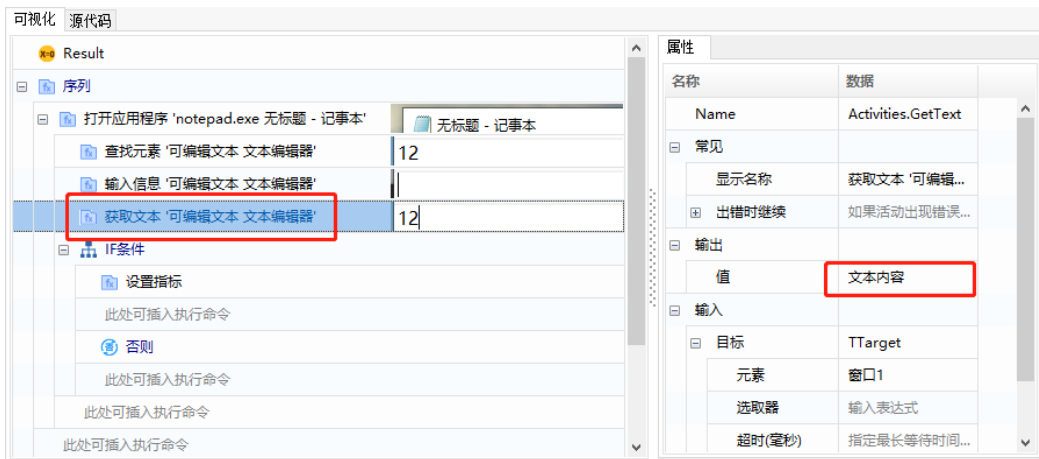 可视化 源代码
Result
序列
打开应用程序 'notepad.exe 无标题 - 记事本'
无标题 - 记事本
查找元素 '可编辑文本 文本编辑器'
12
输入信息 '可编辑文本 文本编辑器'
获取文本 '可编辑文本 文本编辑器'
12
IF条件
设置指标
此处可插入执行命令
否则
此处可插入执行命令
此处可插入执行命令
此处可插入执行命令
属性
名称 数据
Name Activities.GetText
常见
显示名称 获取文本 '可编辑...
出错时继续 如果活动出现错误...
输出
值 文本内容
输入
目标 TTarget
元素 窗口1
选取器 输入表达式
超时(毫秒) 指定最长等待时间...